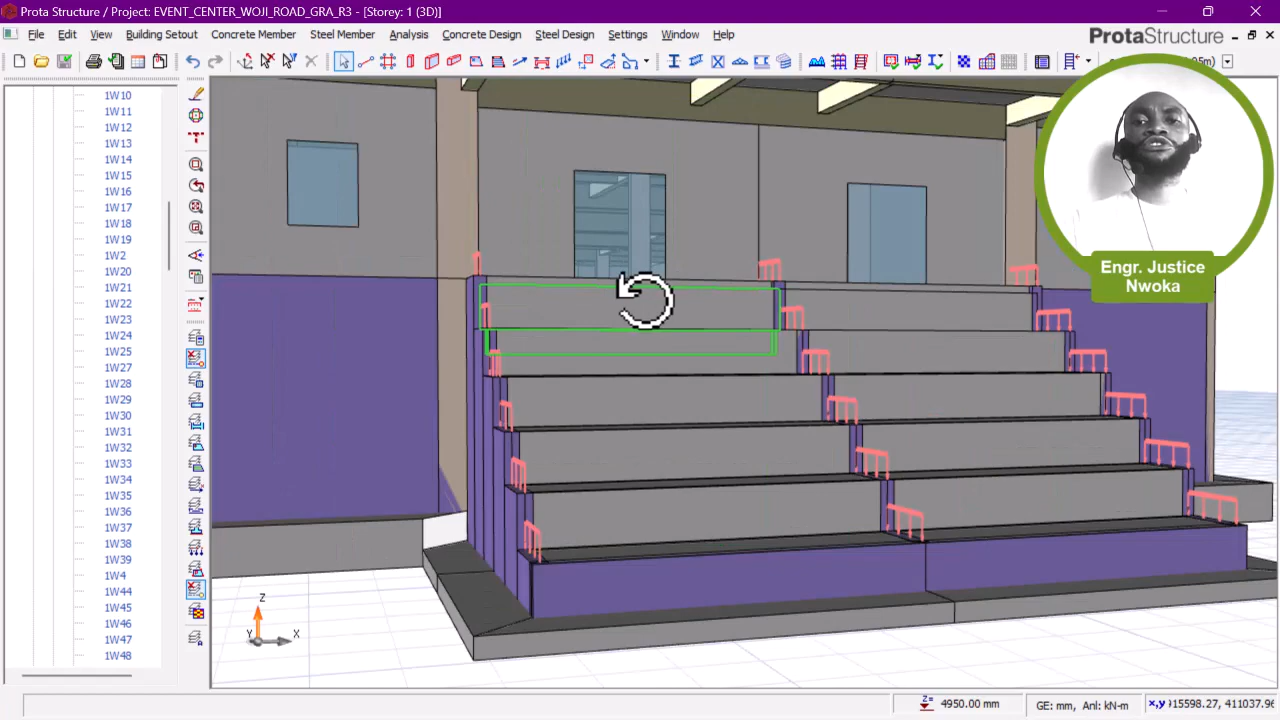 Prota Structure / Project: EVENT_CENTER_WOJI_ROAD_GRA_R3 - [Storey: 1 (3D)]
File Edit View Building Setout Concrete Member Steel Member Analysis Concrete Design Steel Design Settings Window Help
ProtaStructure
1W10
1W11
1W12
1W13
1W14
1W15
1W16
1W17
1W18
1W19
1W2
1W20
1W21
1W22
1W23
1W24
1W25
1W27
1W28
1W29
1W30
1W31
1W32
1W33
1W34
1W35
1W36
1W37
1W38
1W39
1W4
1W44
1W45
1W46
1W47
1W48
Engr. Justice
Nwoka
Z
Y
X
Z= 4950.00 mm
GE: mm, Anl: kN-m
x,y
411037.96